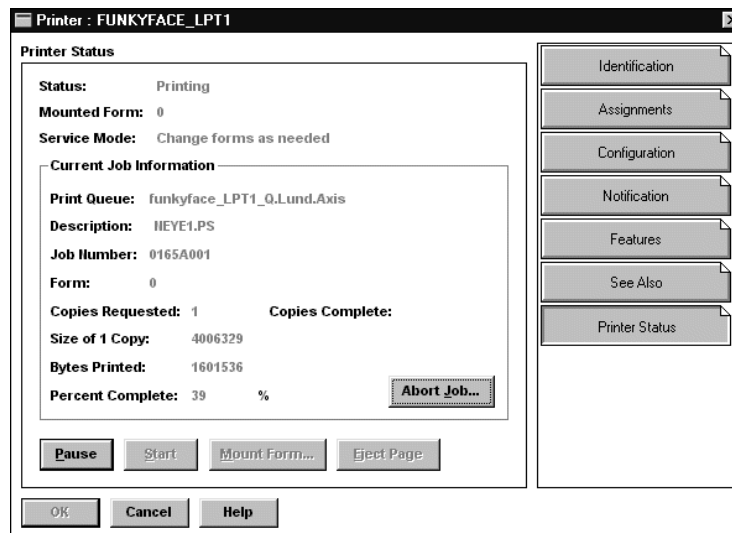 Printer : FUNKYFACE_LPT1
Printer Status
Status: Printing
Mounted Form: 0
Service Mode: Change forms as needed
Current Job Information
Print Queue: funkyface_LPT1_Q.Lund.Axis
Description: NEYE1.PS
Job Number: 0165A001
Form: 0
Copies Requested: 1 Copies Complete:
Size of 1 Copy: 4006329
Bytes Printed: 1601536
Percent Complete: 39 %
Abort Job...
Pause Start Mount Form... Eject Page
OK Cancel Help
Identification
Assignments
Configuration
Notification
Features
See Also
Printer Status